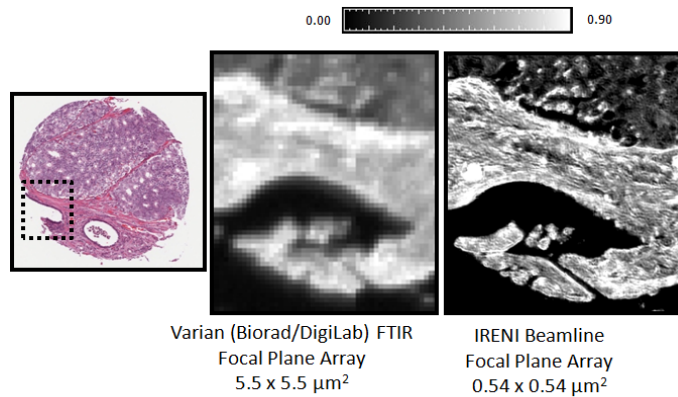 0.00 0.90
Varian (Biorad/DigiLab) FTIR
Focal Plane Array
5.5 x 5.5 µm²
IRENI Beamline
Focal Plane Array
0.54 x 0.54 µm²